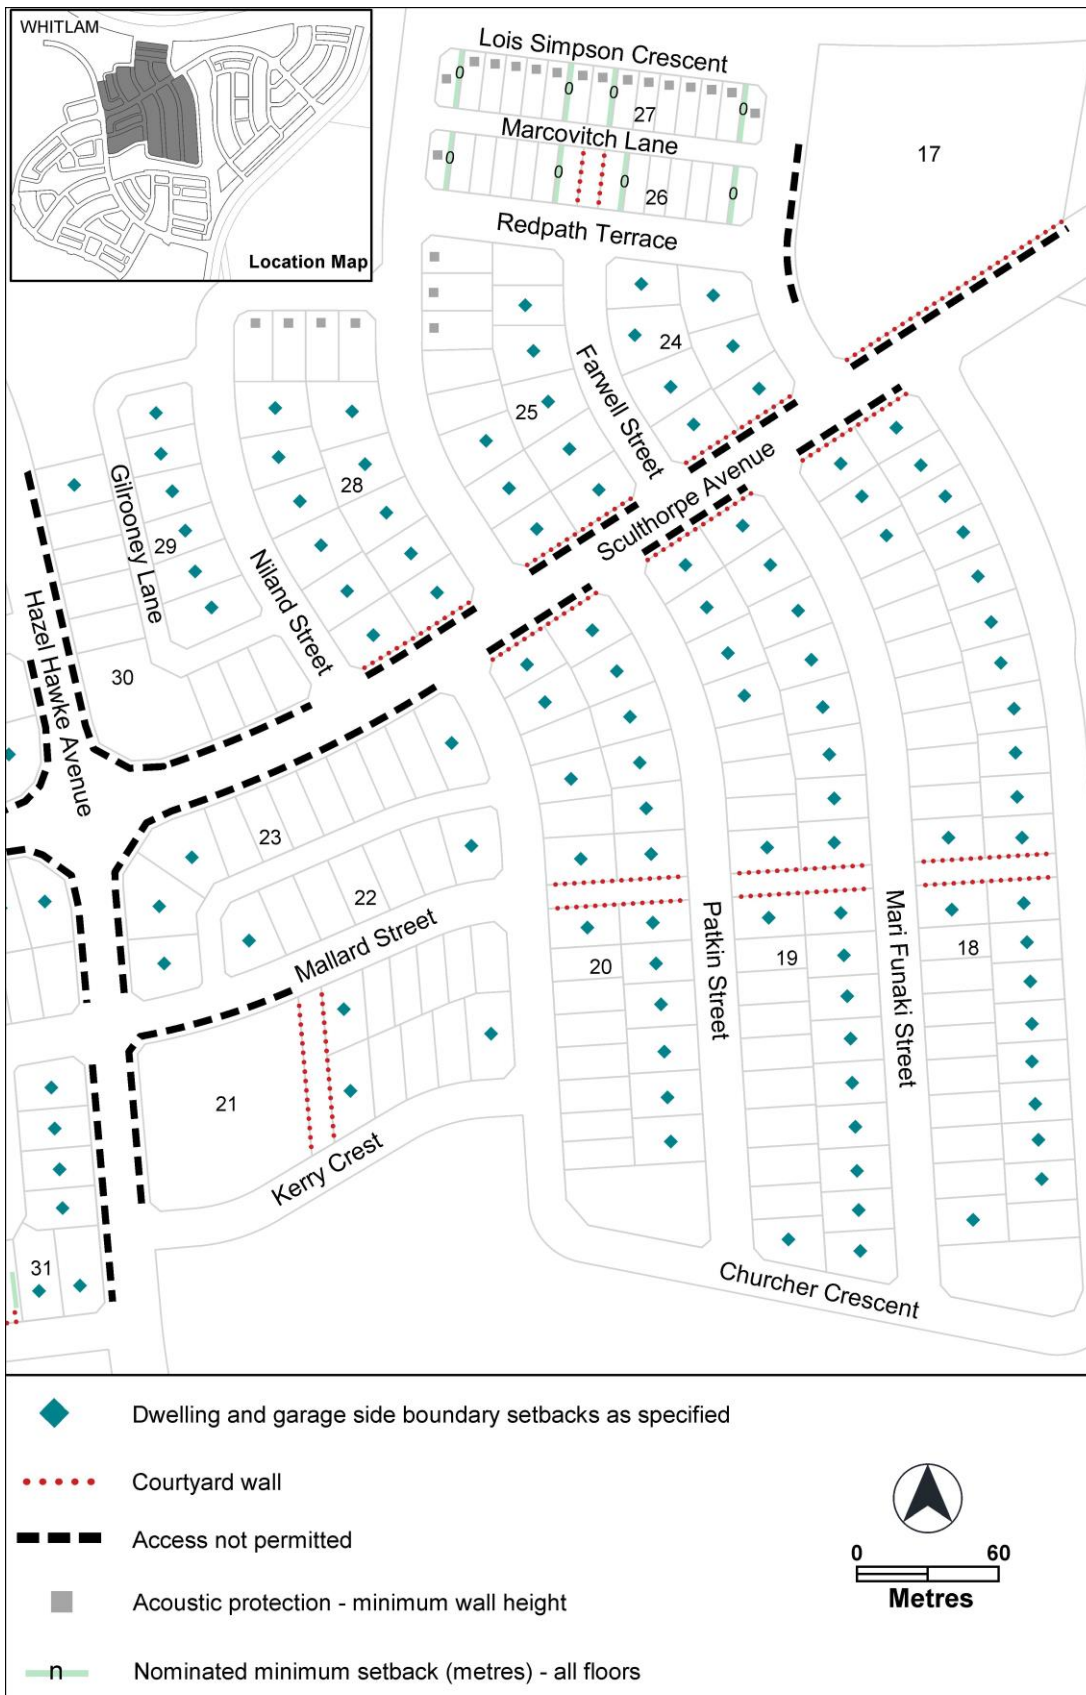 WHITLAM
Location Map
Lois Simpson Crescent
0
0
0
0
27
Marcovitch Lane
0
0
0
0
26
Redpath Terrace
17
24
25
Farwell Street
Sculthorpe Avenue
28
29
Gilrooney Lane
Niland Street
Hazel Hawke Avenue
30
23
22
Mallard Street
21
Kerry Crest
20
Patkin Street
19
Mari Funaki Street
18
31
Churcher Crescent
Dwelling and garage side boundary setbacks as specified
Courtyard wall
Access not permitted
Acoustic protection - minimum wall height
n Nominated minimum setback (metres) - all floors
0 60
Metres